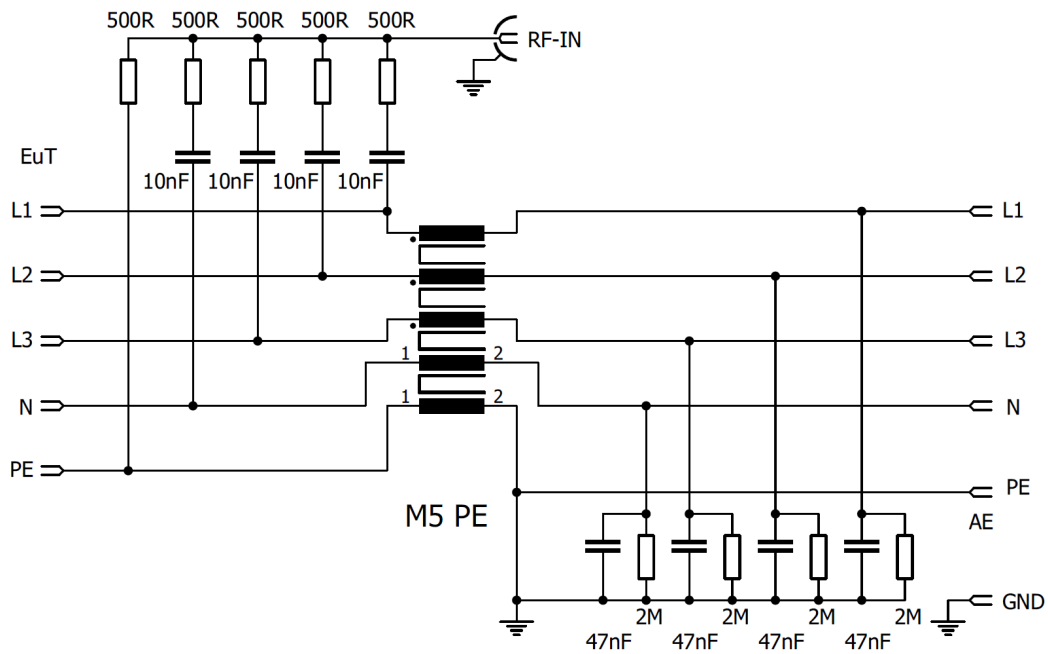 500R 500R 500R 500R 500R
RF-IN
EuT
10nF 10nF 10nF 10nF
L1 L1
L2 L2
L3 1 2 L3
N 1 2 N
PE PE
M5 PE AE
GND
2M 2M 2M 2M
47nF 47nF 47nF 47nF